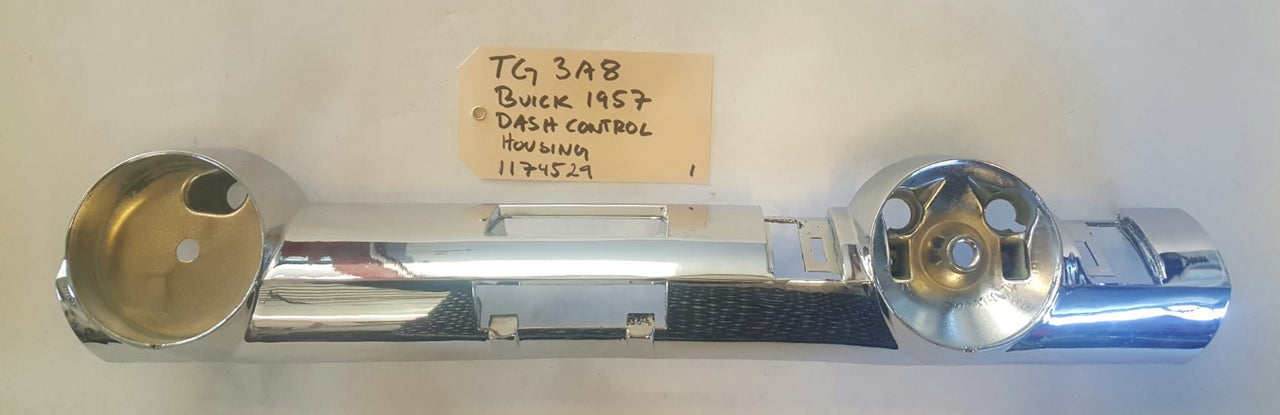 TG 3A8
BUICK 1957
DASH CONTROL
HOUSING
1174529 1